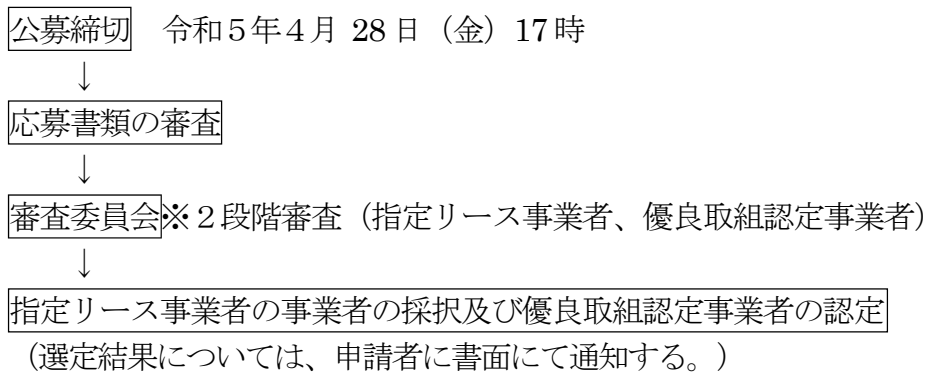 公募締切　令和５年４月 28 日（金）17 時
↓
応募書類の審査
↓
審査委員会※２段階審査（指定リース事業者、優良取組認定事業者）
↓
指定リース事業者の事業者の採択及び優良取組認定事業者の認定
（選定結果については、申請者に書面にて通知する。）